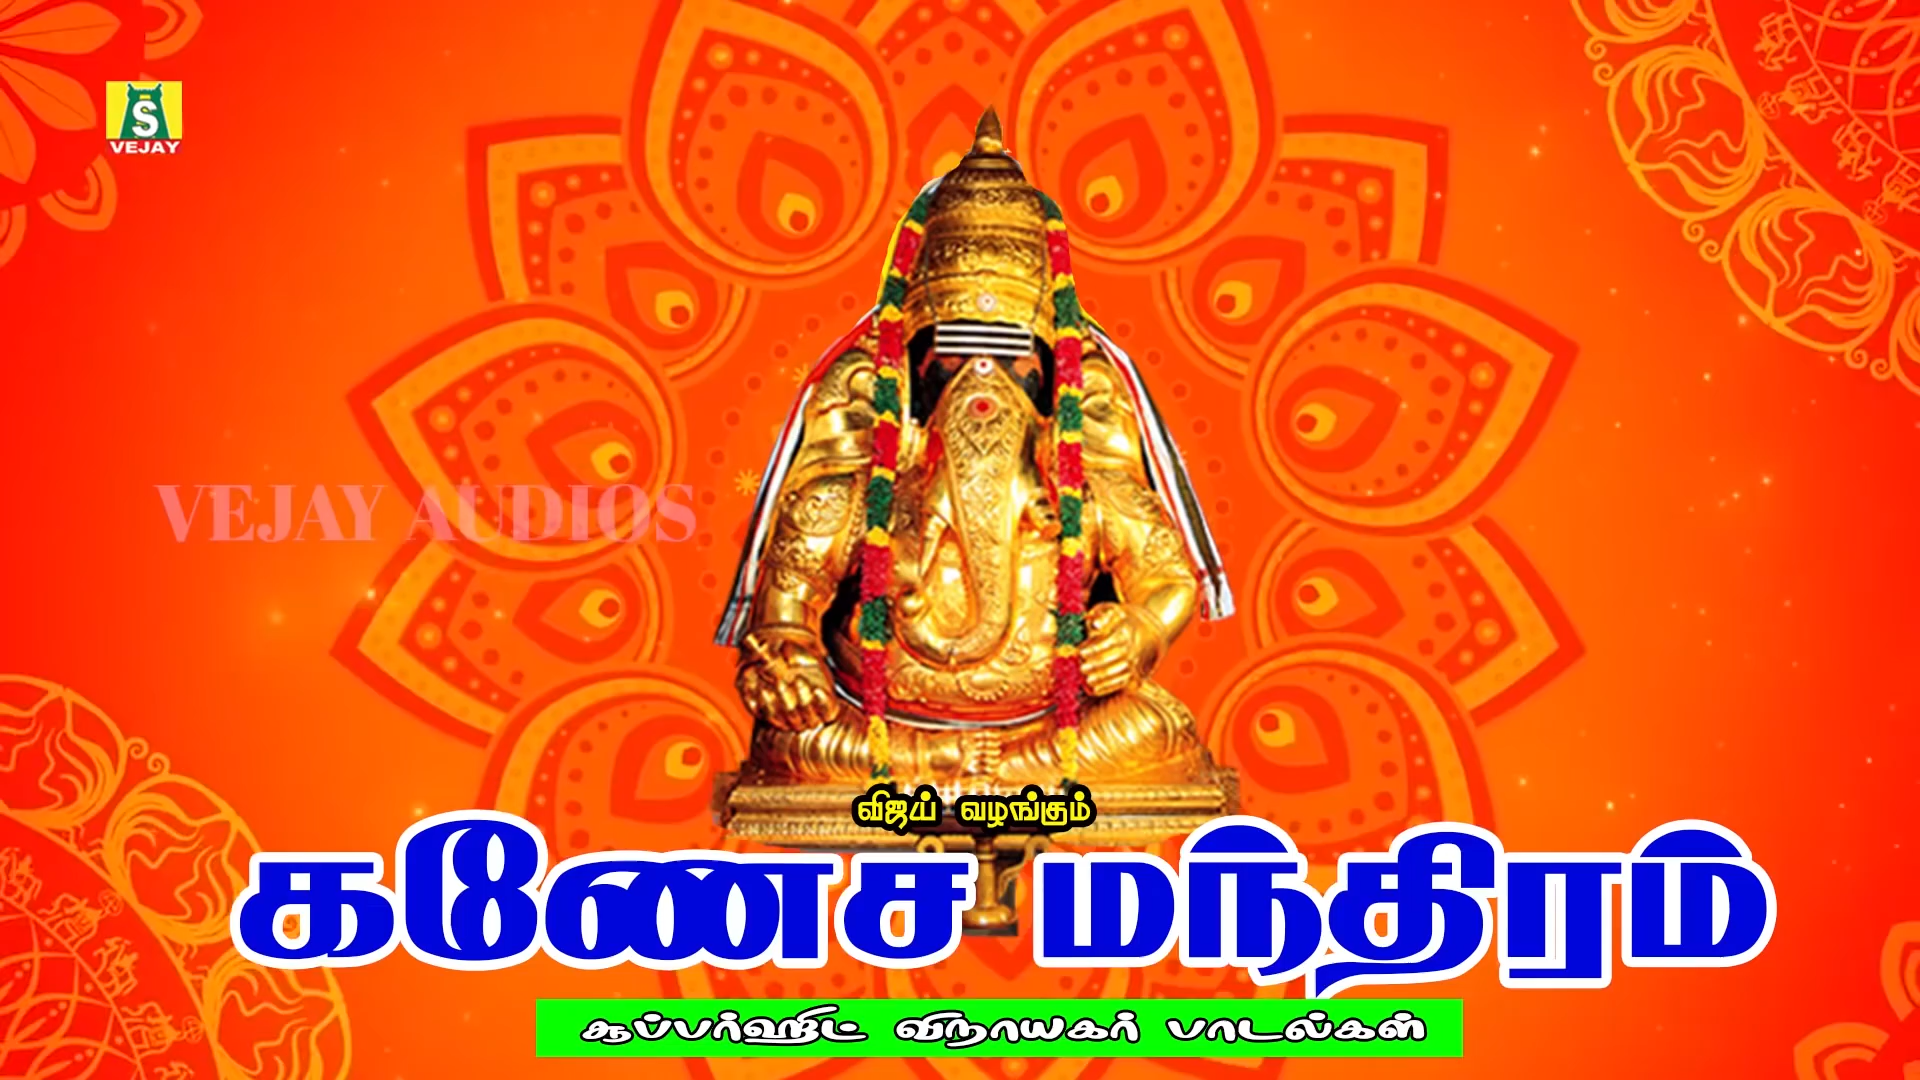 S
VEJAY
VEJAY AUDIOS
விஜய் வழங்கும்
கணேச மந்திரம்
சூப்பர்ஹிட் விநாயகர் பாடல்கள்